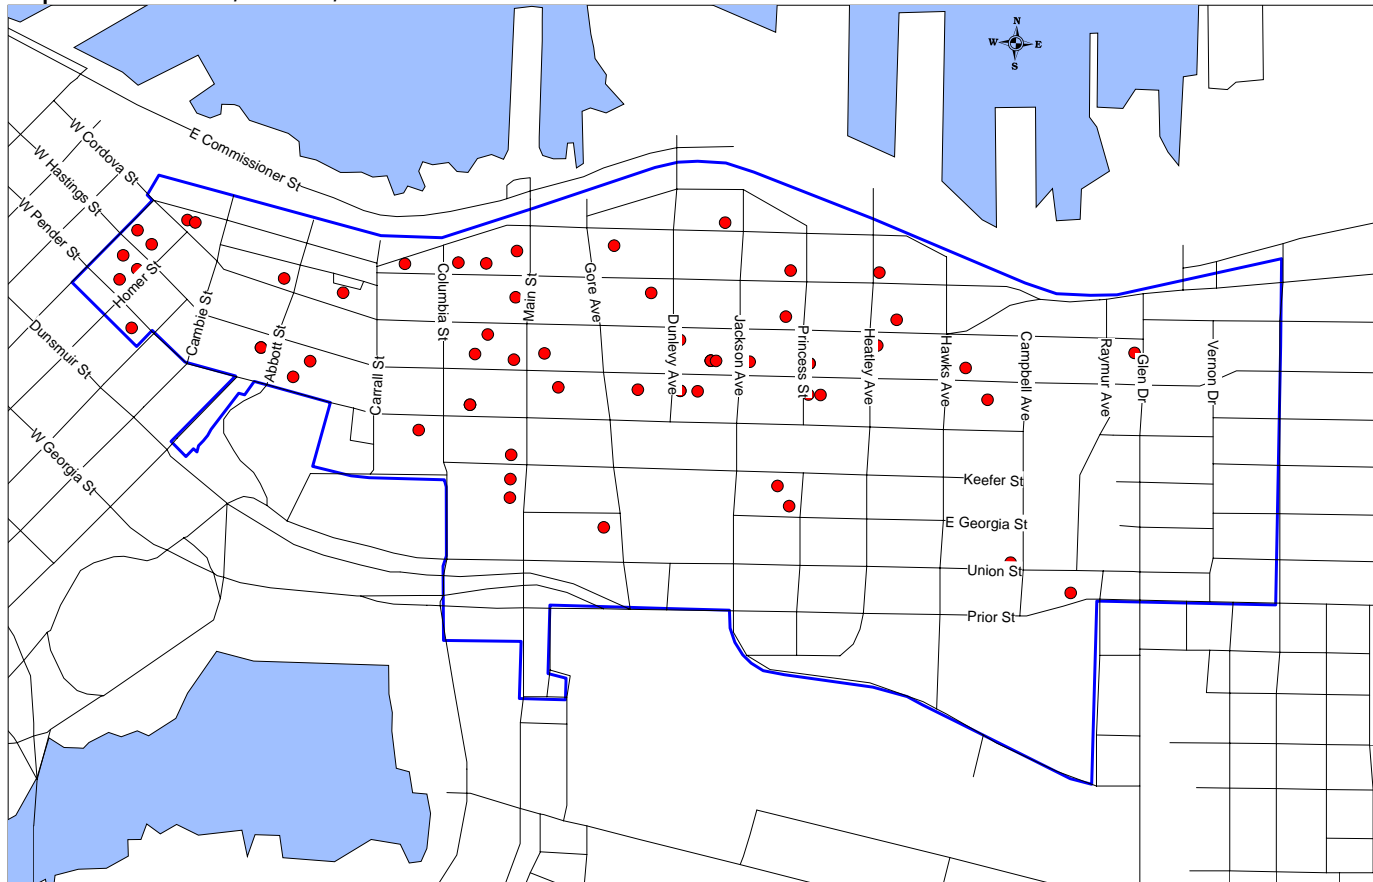 N
W E
S
E Commissioner St
W Cordova St
W Hastings St
W Pender St
Homer St
Dunsmuir St
W Georgia St
Cambie St
Abbott St
Carrall St
Columbia St
Main St
Gore Ave
Dunlevy Ave
Jackson Ave
Princess St
Heatley Ave
Hawks Ave
Campbell Ave
Raymur Ave
Glen Dr
Vernon Dr
Keefer St
E Georgia St
Union St
Prior St